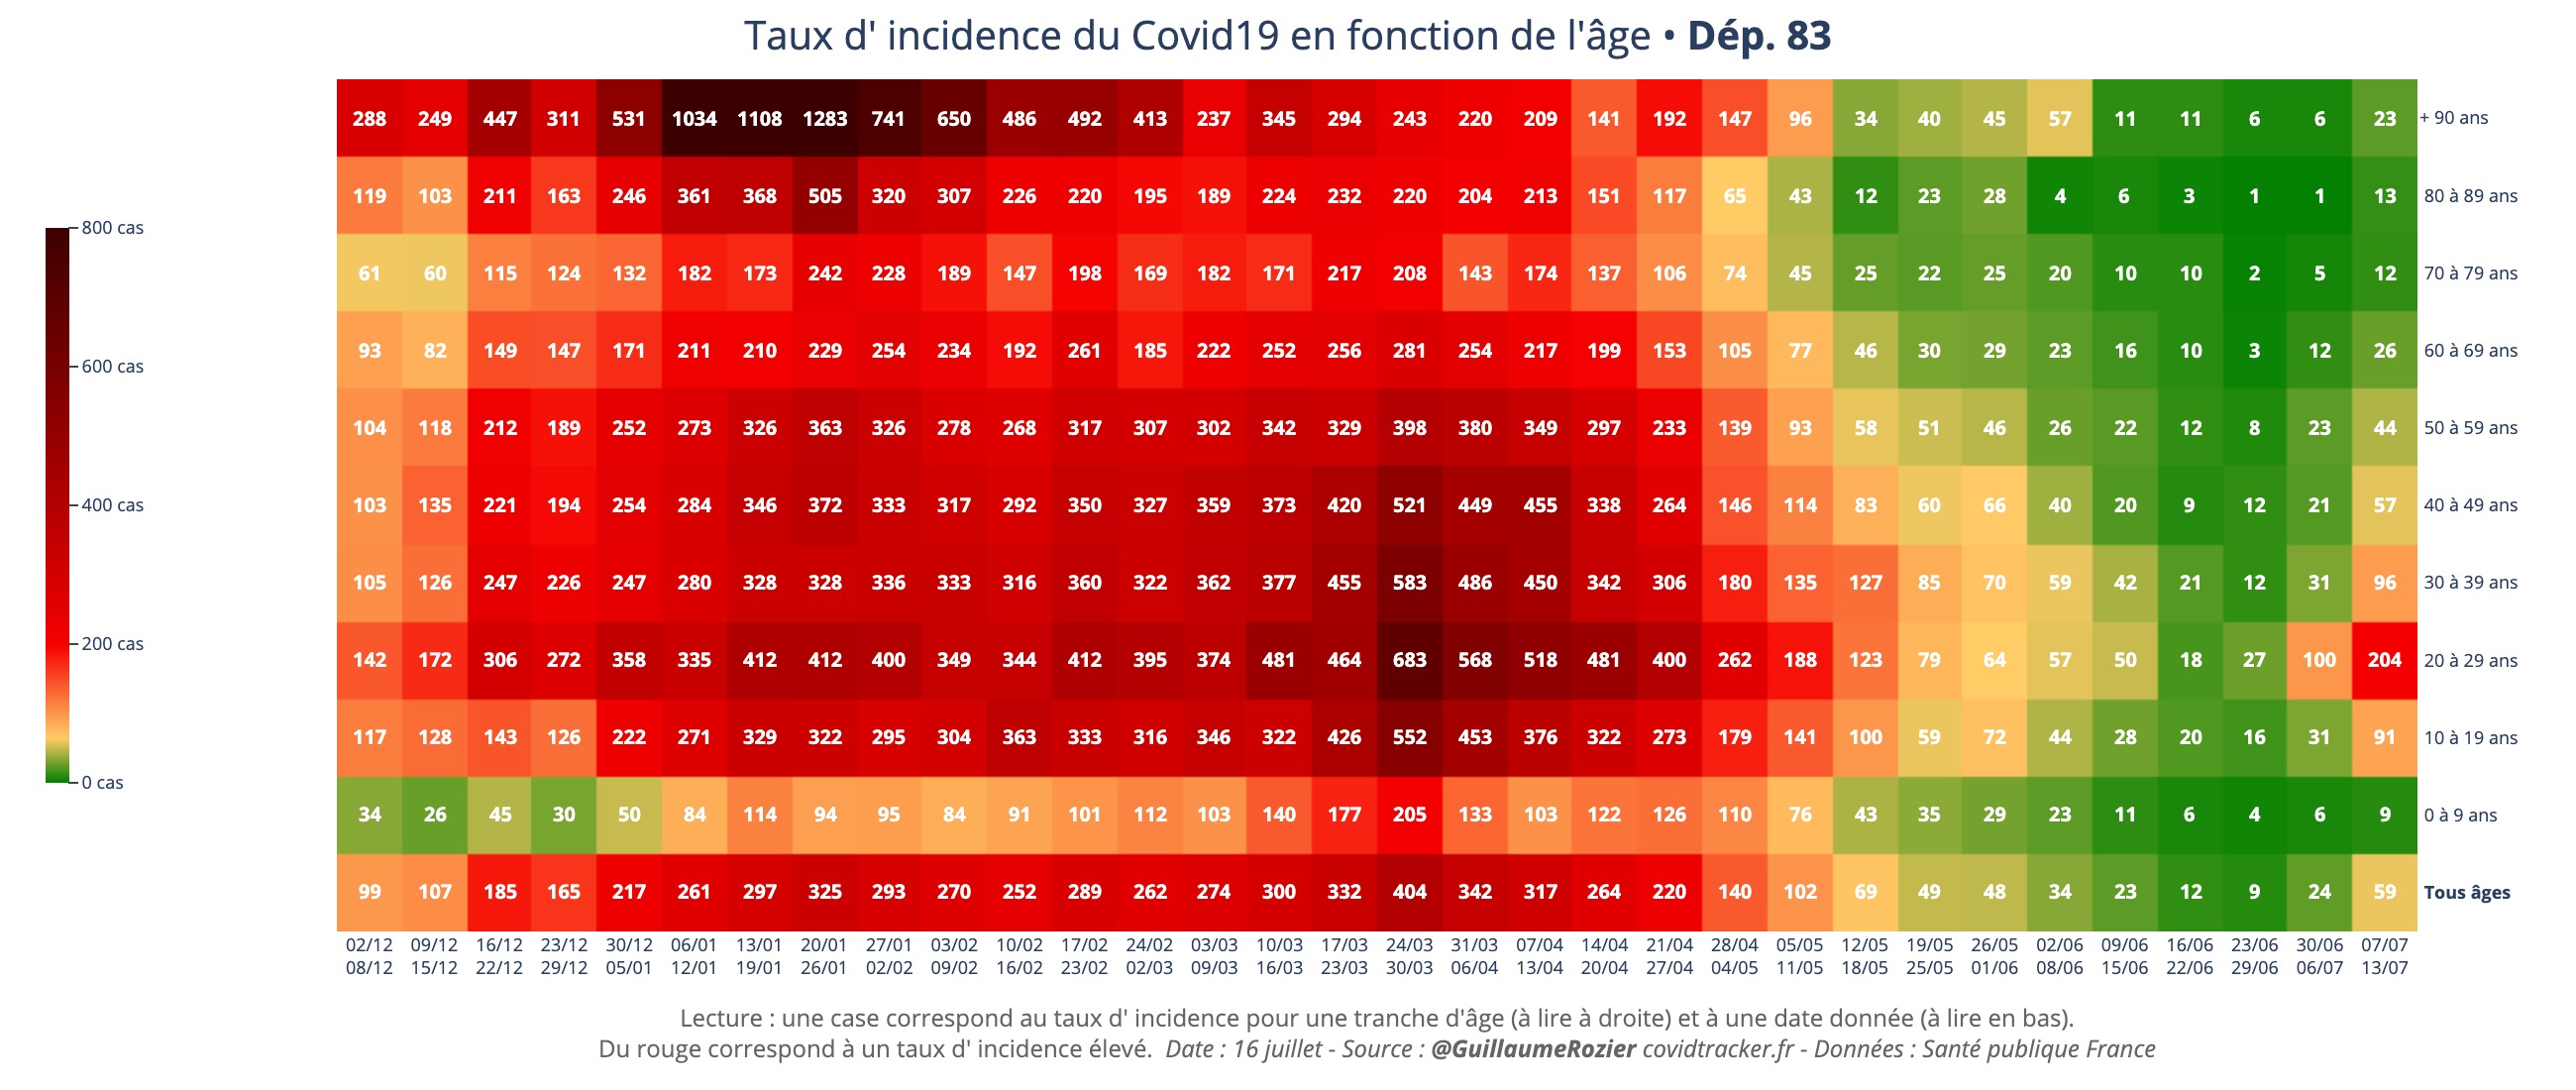 Taux d' incidence du Covid19 en fonction de l'âge • Dép. 83
288 249 447 311 531 1034 1108 1283 741 650 486 492 413 237 345 294 243 220 209 141 192 147 96 34 40 45 57 11 11 6 6 23 + 90 ans
119 103 211 163 246 361 368 505 320 307 226 220 195 189 224 232 220 204 213 151 117 65 43 12 23 28 4 6 3 1 1 13 80 à 89 ans
800 cas
61 60 115 124 132 182 173 242 228 189 147 198 169 182 171 217 208 143 174 137 106 74 45 25 22 25 20 10 10 2 5 12 70 à 79 ans
93 82 149 147 171 211 210 229 254 234 192 261 185 222 252 256 281 254 217 199 153 105 77 46 30 29 23 16 10 3 12 26 60 à 69 ans
600 cas
104 118 212 189 252 273 326 363 326 278 268 317 307 302 342 329 398 380 349 297 233 139 93 58 51 46 26 22 12 8 23 44 50 à 59 ans
400 cas
103 135 221 194 254 284 346 372 333 317 292 350 327 359 373 420 521 449 455 338 264 146 114 83 60 66 40 20 9 12 21 57 40 à 49 ans
105 126 247 226 247 280 328 328 336 333 316 360 322 362 377 455 583 486 450 342 306 180 135 127 85 70 59 42 21 12 31 96 30 à 39 ans
200 cas
142 172 306 272 358 335 412 412 400 349 344 412 395 374 481 464 683 568 518 481 400 262 188 123 79 64 57 50 18 27 100 204 20 à 29 ans
117 128 143 126 222 271 329 322 295 304 363 333 316 346 322 426 552 453 376 322 273 179 141 100 59 72 44 28 20 16 31 91 10 à 19 ans
0 cas
34 26 45 30 50 84 114 94 95 84 91 101 112 103 140 177 205 133 103 122 126 110 76 43 35 29 23 11 6 4 6 9 0 à 9 ans
99 107 185 165 217 261 297 325 293 270 252 289 262 274 300 332 404 342 317 264 220 140 102 69 49 48 34 23 12 9 24 59 Tous âges
02/12 09/12 16/12 23/12 30/12 06/01 13/01 20/01 27/01 03/02 10/02 17/02 24/02 03/03 10/03 17/03 24/03 31/03 07/04 14/04 21/04 28/04 05/05 12/05 19/05 26/05 02/06 09/06 16/06 23/06 30/06 07/07
08/12 15/12 22/12 29/12 05/01 12/01 19/01 26/01 02/02 09/02 16/02 23/02 02/03 09/03 16/03 23/03 30/03 06/04 13/04 20/04 27/04 04/05 11/05 18/05 25/05 01/06 08/06 15/06 22/06 29/06 06/07 13/07
Lecture : une case correspond au taux d' incidence pour une tranche d'âge (à lire à droite) et à une date donnée (à lire en bas).
Du rouge correspond à un taux d' incidence élevé. Date : 16 juillet - Source : @GuillaumeRozier covidtracker.fr - Données : Santé publique France